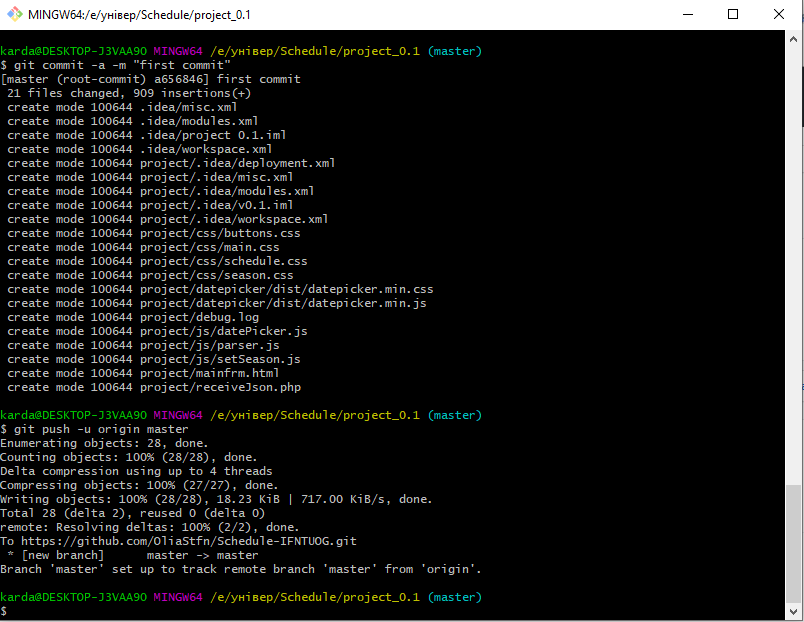 MINGW64:/e/універ/Schedule/project_0.1
karda@DESKTOP-J3VAA90 MINGW64 /e/універ/Schedule/project_0.1 (master)
$ git commit -a -m "first commit"
[master (root-commit) a656846] first commit
 21 files changed, 909 insertions(+)
 create mode 100644 .idea/misc.xml
 create mode 100644 .idea/modules.xml
 create mode 100644 .idea/project 0.1.iml
 create mode 100644 .idea/workspace.xml
 create mode 100644 project/.idea/deployment.xml
 create mode 100644 project/.idea/misc.xml
 create mode 100644 project/.idea/modules.xml
 create mode 100644 project/.idea/v0.1.iml
 create mode 100644 project/.idea/workspace.xml
 create mode 100644 project/css/buttons.css
 create mode 100644 project/css/main.css
 create mode 100644 project/css/schedule.css
 create mode 100644 project/css/season.css
 create mode 100644 project/datepicker/dist/datepicker.min.css
 create mode 100644 project/datepicker/dist/datepicker.min.js
 create mode 100644 project/debug.log
 create mode 100644 project/js/datePicker.js
 create mode 100644 project/js/parser.js
 create mode 100644 project/js/setSeason.js
 create mode 100644 project/mainfrm.html
 create mode 100644 project/receiveJson.php
karda@DESKTOP-J3VAA90 MINGW64 /e/універ/Schedule/project_0.1 (master)
$ git push -u origin master
Enumerating objects: 28, done.
Counting objects: 100% (28/28), done.
Delta compression using up to 4 threads
Compressing objects: 100% (27/27), done.
Writing objects: 100% (28/28), 18.23 KiB | 717.00 KiB/s, done.
Total 28 (delta 2), reused 0 (delta 0)
remote: Resolving deltas: 100% (2/2), done.
To https://github.com/OliaStfn/Schedule-IFNTUOG.git
 * [new branch]      master -> master
Branch 'master' set up to track remote branch 'master' from 'origin'.
karda@DESKTOP-J3VAA90 MINGW64 /e/універ/Schedule/project_0.1 (master)
$